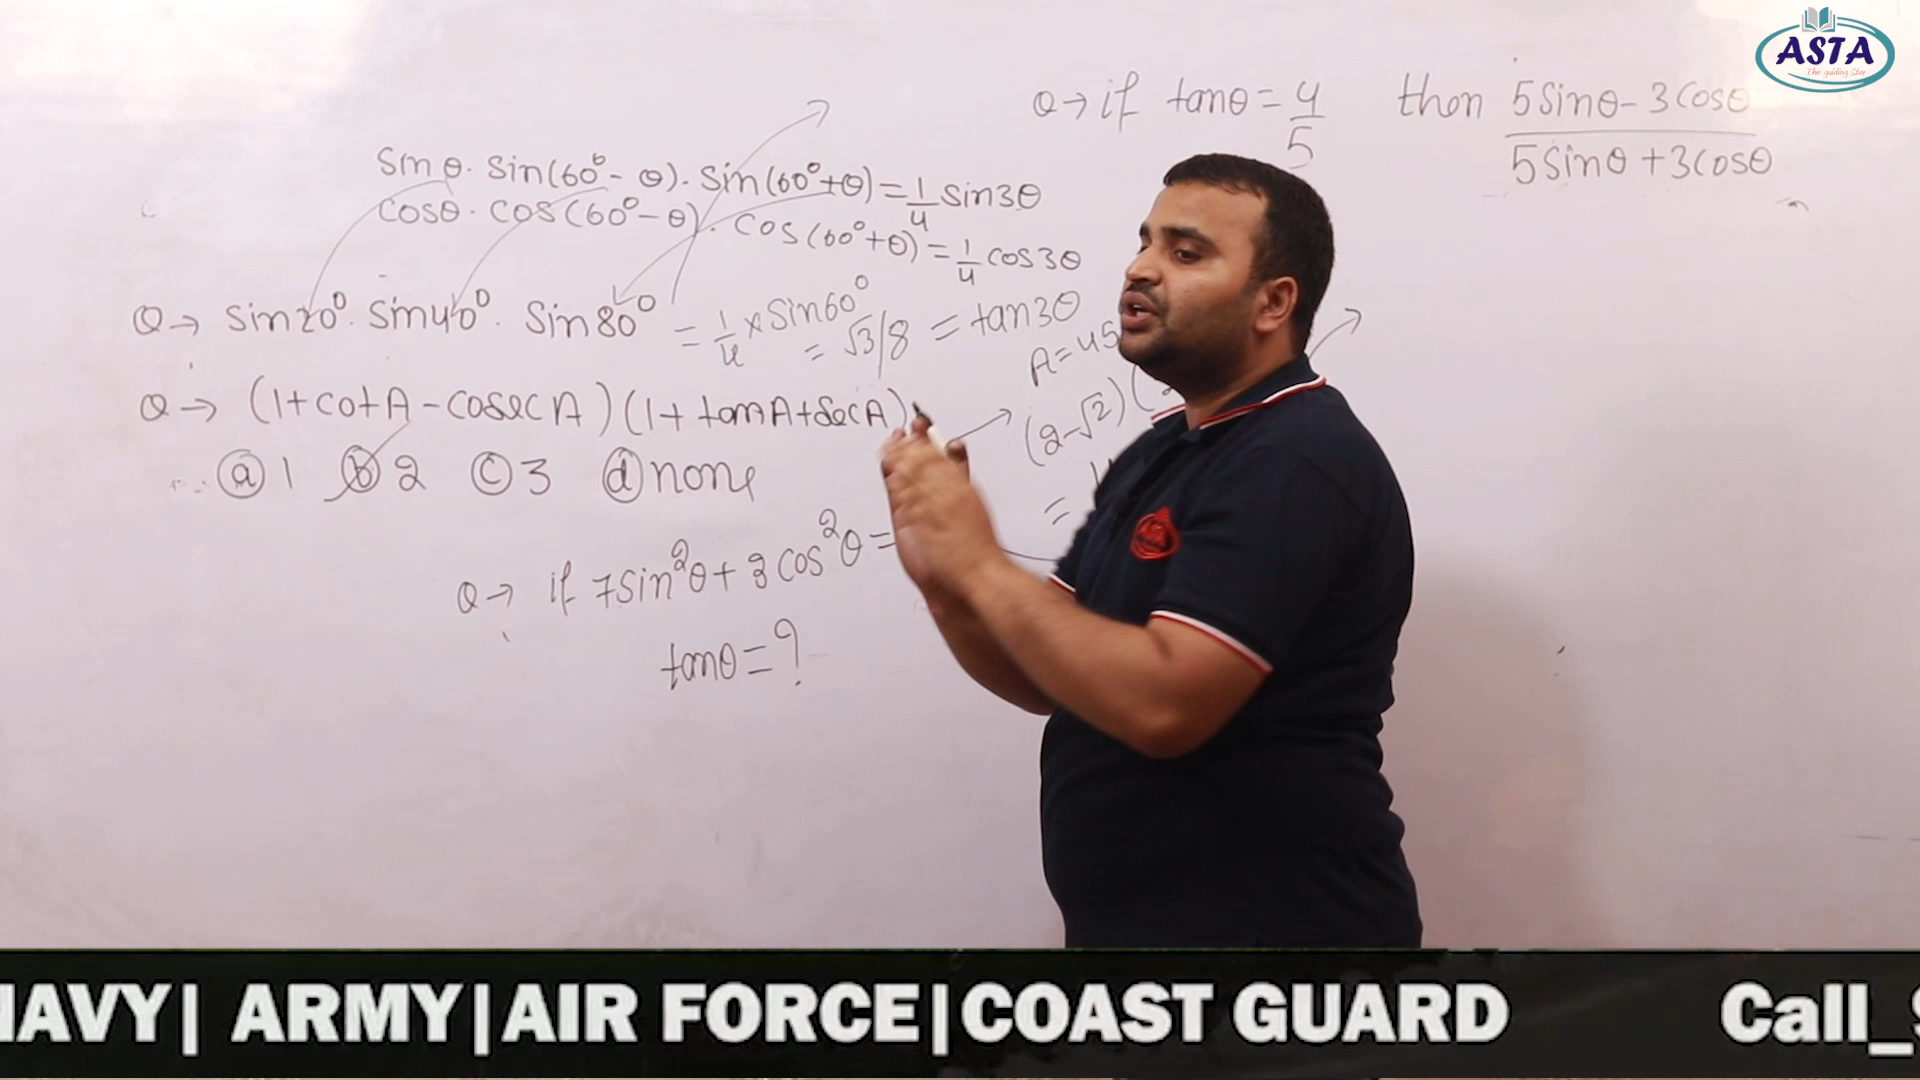 ASTA
The guiding Star
Q→ if tanθ = 4/5 then 5sinθ - 3cosθ / 5sinθ + 3cosθ
sinθ. sin(60°- θ). sin(60°+θ) = 1/4 sin3θ
cosθ. cos(60°-θ). cos(60°+θ) = 1/4 cos3θ
= tan3θ
Q→ sin20°. sin40°. sin80° = 1/4 × sin60°
= √3/8
A=45
Q→ (1+cotA - cosecA)(1+ tanA+secA)
(2-√2)(
=
ⓐ 1 ⓑ 2 ⓒ 3 ⓓ none
Q→ if 7sin²θ + 3cos²θ =
tanθ = ?
NAVY| ARMY|AIR FORCE|COAST GUARD Call_